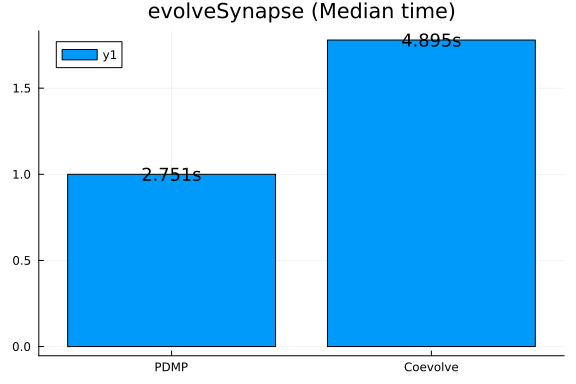 evolveSynapse (Median time)
y1
4.895s
1.5
2.751s
1.0
0.5
0.0
PDMP
Coevolve